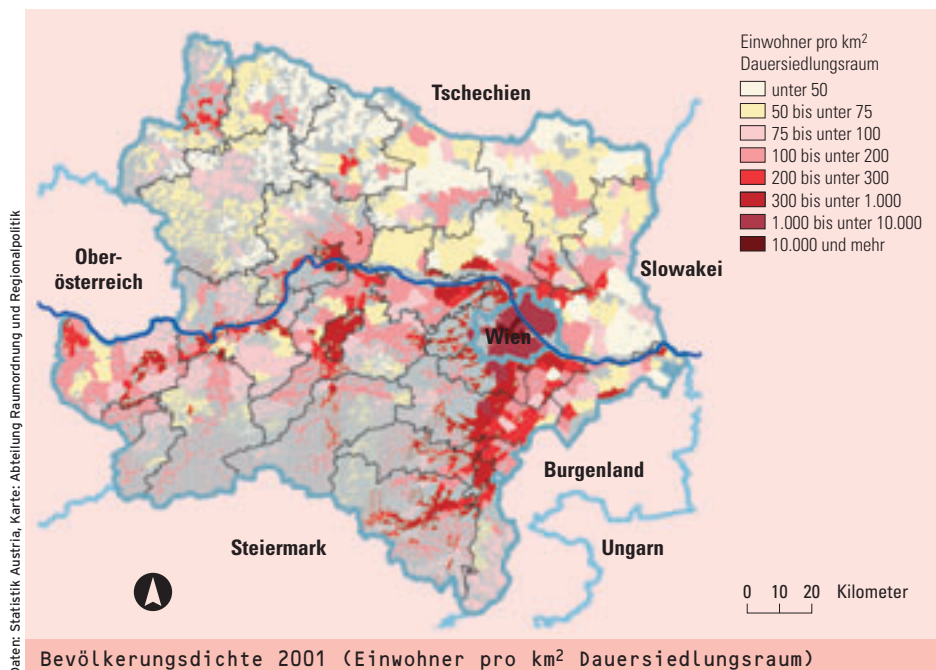 Einwohner pro km²
Dauersiedlungsraum
unter 50
50 bis unter 75
75 bis unter 100
100 bis unter 200
200 bis unter 300
300 bis unter 1.000
1.000 bis unter 10.000
10.000 und mehr
Tschechien
Ober-
österreich
Slowakei
Wien
Burgenland
Steiermark
Ungarn
0 10 20 Kilometer
Daten: Statistik Austria, Karte: Abteilung Raumordnung und Regionalpolitik
Bevölkerungsdichte 2001 (Einwohner pro km² Dauersiedlungsraum)